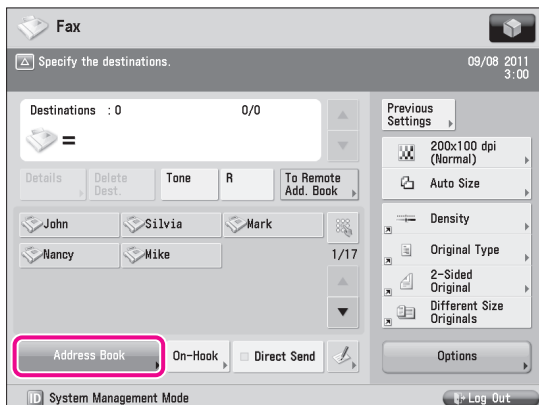 Fax
Specify the destinations.
09/08 2011
3:00
Destinations : 0 0/0
=
Details
Delete
Dest.
Tone
R
To Remote
Add. Book
John
Silvia
Mark
Nancy
Mike
1/17
Address Book
On-Hook
Direct Send
Previous
Settings
200x100 dpi
(Normal)
Auto Size
Density
Original Type
2-Sided
Original
Different Size
Originals
Options
ID System Management Mode
Log Out